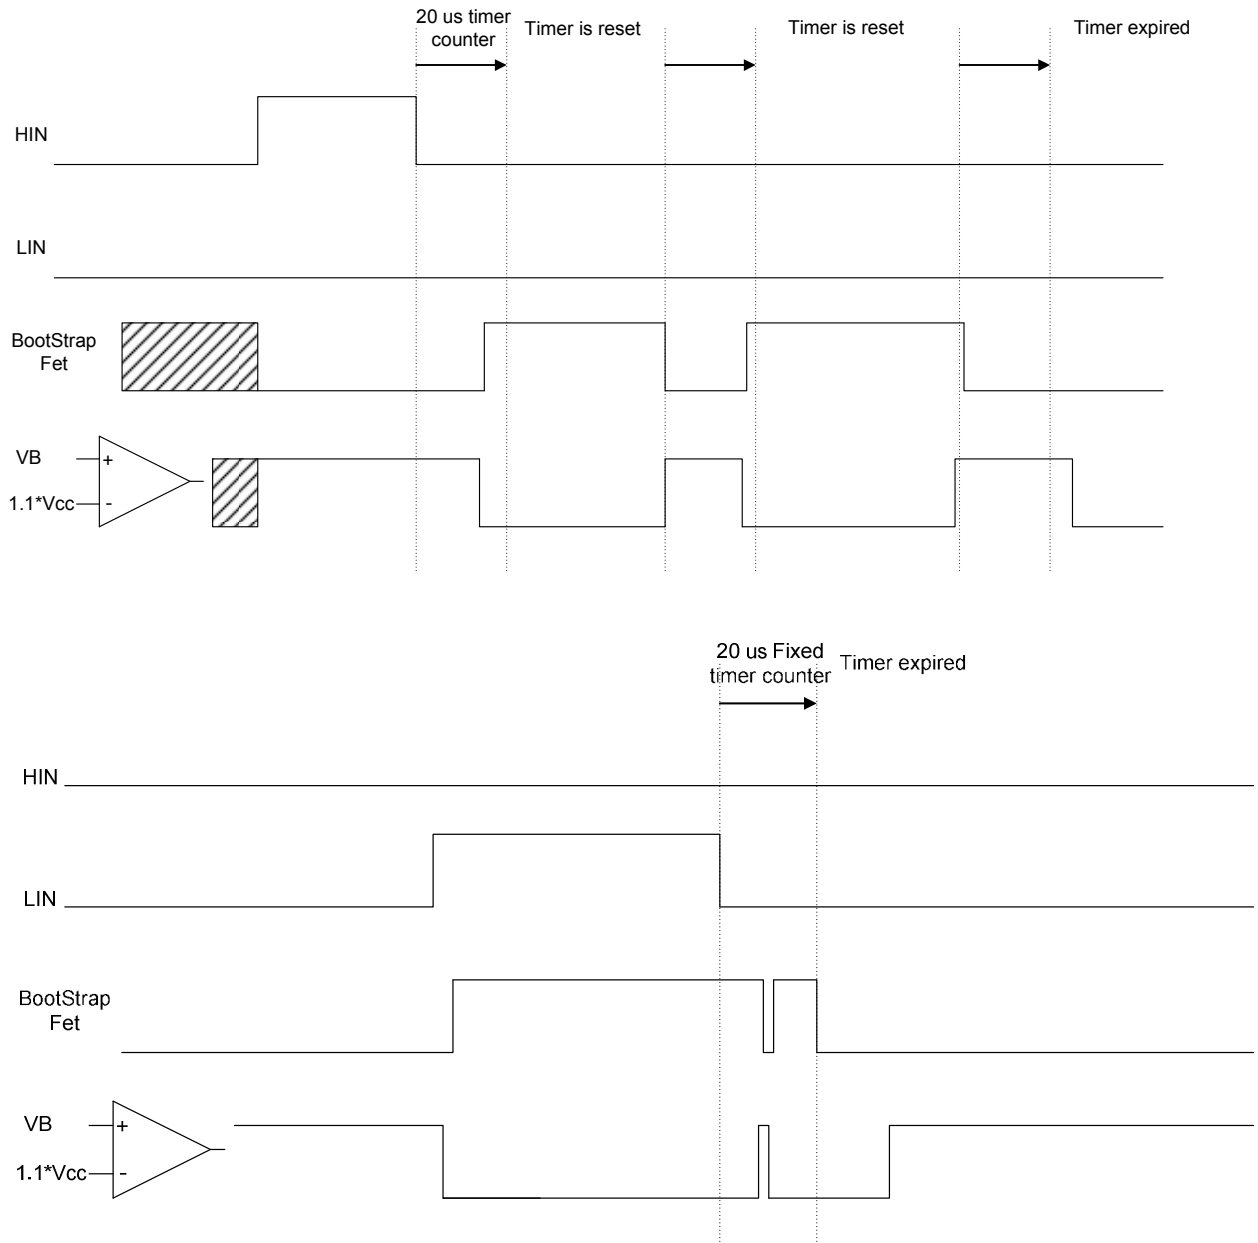 20 us timer
counter
Timer is reset
Timer is reset
Timer expired
HIN
LIN
BootStrap
Fet
VB
+
1.1*Vcc
-
20 us Fixed
timer counter
Timer expired
HIN
LIN
BootStrap
Fet
VB
+
1.1*Vcc
-